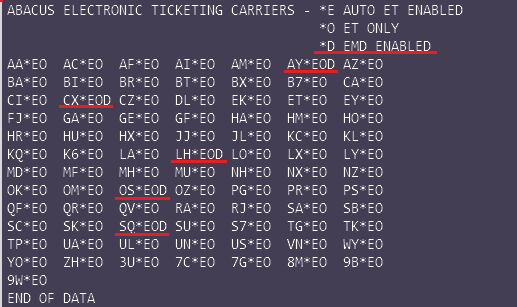 ABACUS ELECTRONIC TICKETING CARRIERS - *E AUTO ET ENABLED
*O ET ONLY
*D EMD ENABLED
AA*EO AC*EO AF*EO AI*EO AM*EO AY*EOD AZ*EO
BA*EO BI*EO BR*EO BT*EO BX*EO B7*EO CA*EO
CI*EO CX*EOD CZ*EO DL*EO EK*EO ET*EO EY*EO
FJ*EO GA*EO GE*EO GF*EO HA*EO HM*EO HO*EO
HR*EO HU*EO HX*EO JJ*EO JL*EO KC*EO KL*EO
KQ*EO K6*EO LA*EO LH*EOD LO*EO LX*EO LY*EO
MD*EO MF*EO MH*EO MU*EO NH*EO NX*EO NZ*EO
OK*EO OM*EO OS*EOD OZ*EO PG*EO PR*EO PS*EO
QF*EO QR*EO QV*EO RA*EO RJ*EO SA*EO SB*EO
SC*EO SK*EO SQ*EOD SU*EO S7*EO TG*EO TK*EO
TP*EO UA*EO UL*EO UN*EO US*EO VN*EO WY*EO
YO*EO ZH*EO 3U*EO 7C*EO 7G*EO 8M*EO 9B*EO
9W*EO
END OF DATA